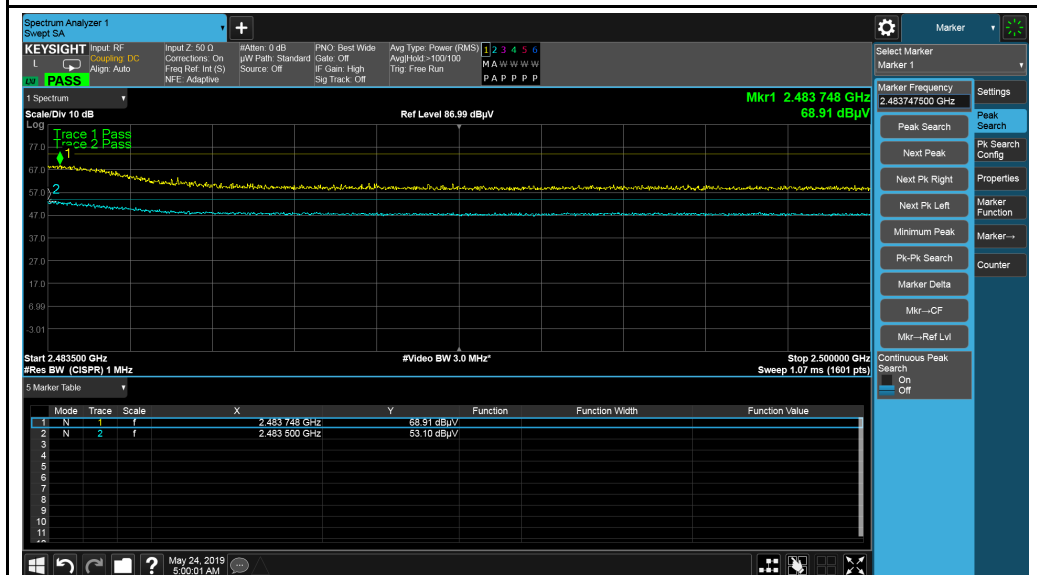 Spectrum Analyzer 1
Swept SA
+
Marker
KEYSIGHT
L
PASS
Input: RF
Coupling: DC
Align: Auto
Input Z: 50 Ω
Corrections: On
Freq Ref: Int (S)
NFE: Adaptive
#Atten: 0 dB
µW Path: Standard
Source: Off
PNO: Best Wide
Gate: Off
IF Gain: High
Sig Track: Off
Avg Type: Power (RMS)
Avg|Hold:>100/100
Trig: Free Run
1 2 3 4 5 6
M A W W W W
P A P P P P
Select Marker
Marker 1
1 Spectrum
Scale/Div 10 dB
Log
Ref Level 86.99 dBµV
Mkr1 2.483 748 GHz
68.91 dBµV
Trace 1 Pass
Trace 2 Pass
1
2
77.0
67.0
57.0
47.0
37.0
27.0
17.0
6.99
-3.01
Start 2.483500 GHz
#Res BW (CISPR) 1 MHz
#Video BW 3.0 MHz*
Stop 2.500000 GHz
Sweep 1.07 ms (1601 pts)
5 Marker Table
Mode Trace Scale X Y Function Function Width Function Value
1 N 1 f 2.483 748 GHz 68.91 dBµV
2 N 2 f 2.483 500 GHz 53.10 dBµV
3
4
5
6
7
8
9
10
11
Marker Frequency
2.483747500 GHz
Peak Search
Next Peak
Next Pk Right
Next Pk Left
Minimum Peak
Pk-Pk Search
Marker Delta
Mkr→CF
Mkr→Ref Lvl
Continuous Peak
Search
On
Off
Settings
Peak
Search
Pk Search
Config
Properties
Marker
Function
Marker→
Counter
?
May 24, 2019
5:00:01 AM